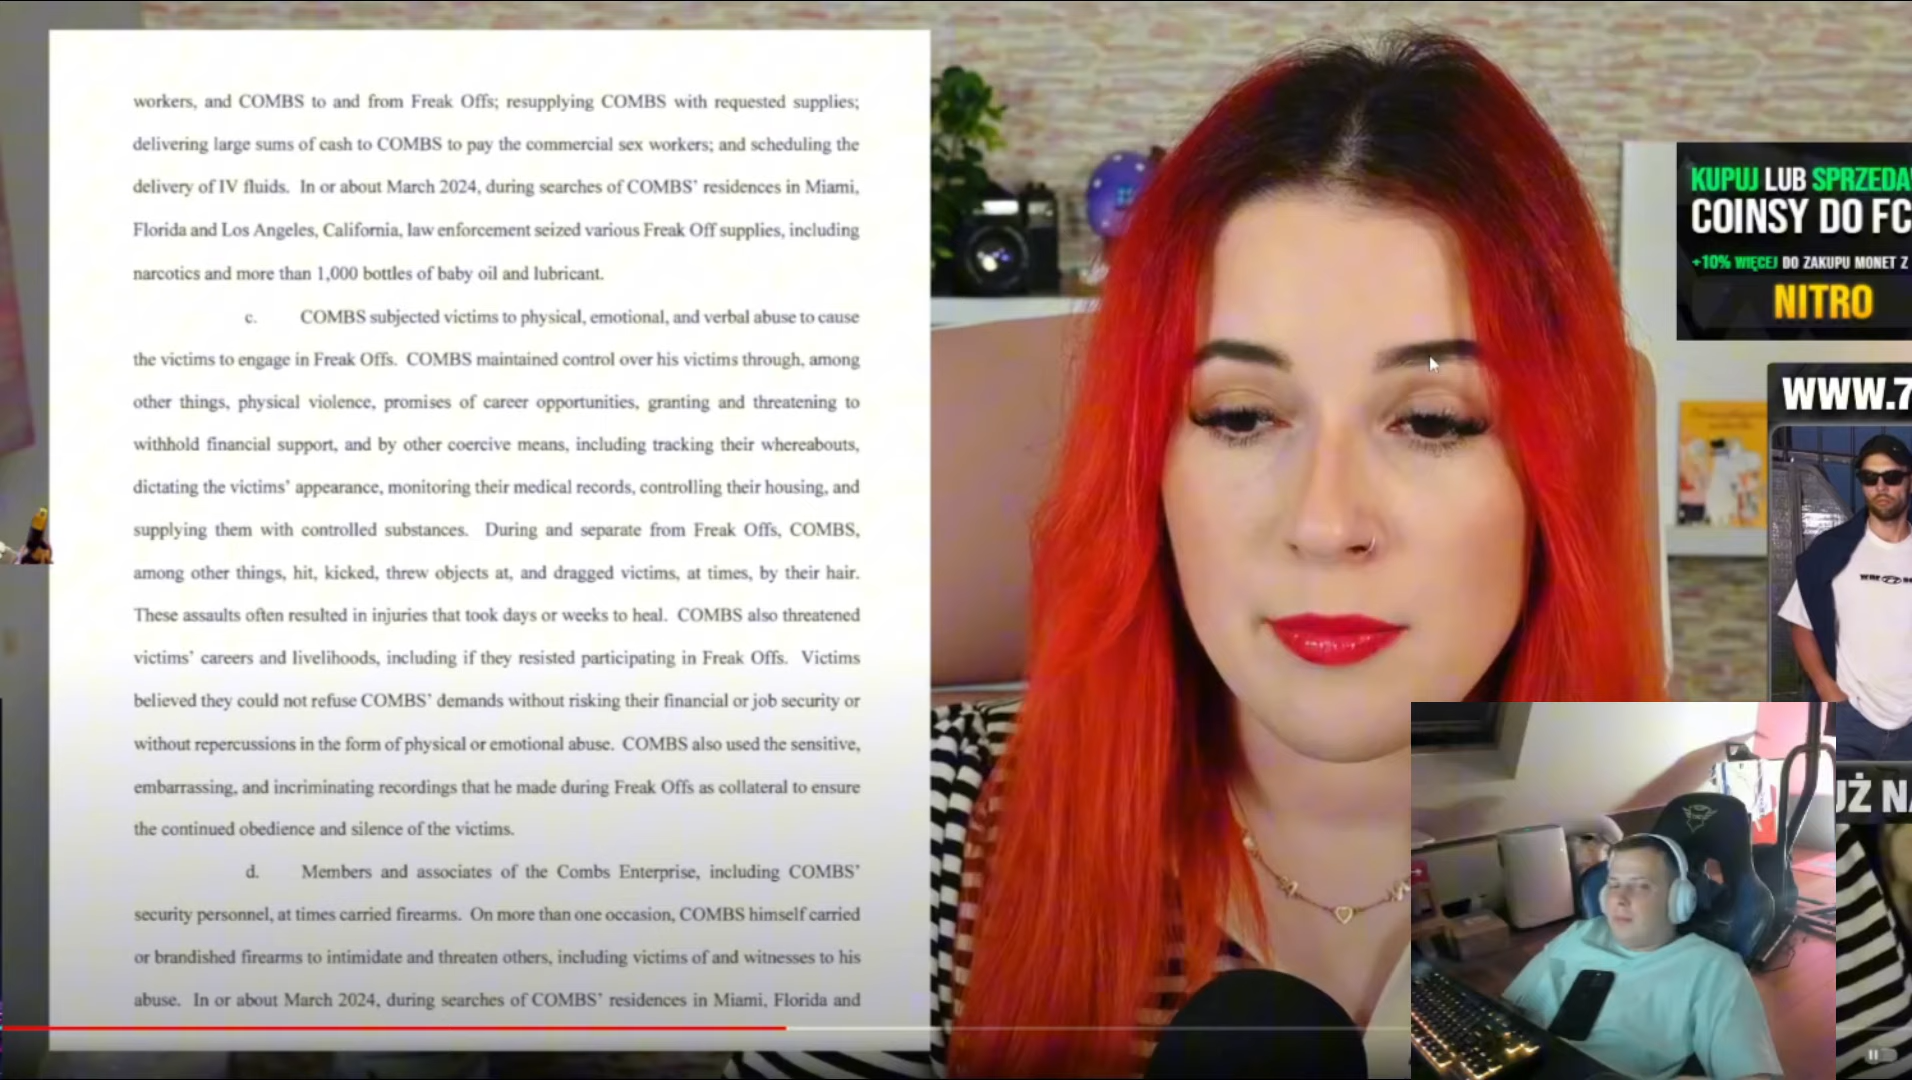 workers, and COMBS to and from Freak Offs; resupplying COMBS with requested supplies;
delivering large sums of cash to COMBS to pay the commercial sex workers; and scheduling the
delivery of IV fluids. In or about March 2024, during searches of COMBS' residences in Miami,
Florida and Los Angeles, California, law enforcement seized various Freak Off supplies, including
narcotics and more than 1,000 bottles of baby oil and lubricant.
c. COMBS subjected victims to physical, emotional, and verbal abuse to cause
the victims to engage in Freak Offs. COMBS maintained control over his victims through, among
other things, physical violence, promises of career opportunities, granting and threatening to
withhold financial support, and by other coercive means, including tracking their whereabouts,
dictating the victims' appearance, monitoring their medical records, controlling their housing, and
supplying them with controlled substances. During and separate from Freak Offs, COMBS,
among other things, hit, kicked, threw objects at, and dragged victims, at times, by their hair.
These assaults often resulted in injuries that took days or weeks to heal. COMBS also threatened
victims' careers and livelihoods, including if they resisted participating in Freak Offs. Victims
believed they could not refuse COMBS' demands without risking their financial or job security or
without repercussions in the form of physical or emotional abuse. COMBS also used the sensitive,
embarrassing, and incriminating recordings that he made during Freak Offs as collateral to ensure
the continued obedience and silence of the victims.
d. Members and associates of the Combs Enterprise, including COMBS'
security personnel, at times carried firearms. On more than one occasion, COMBS himself carried
or brandished firearms to intimidate and threaten others, including victims of and witnesses to his
abuse. In or about March 2024, during searches of COMBS' residences in Miami, Florida and
KUPUJ LUB SPRZEDA
COINSY DO FC
+10% WIĘCEJ DO ZAKUPU MONET Z
NITRO
WWW.7
UŻ NA